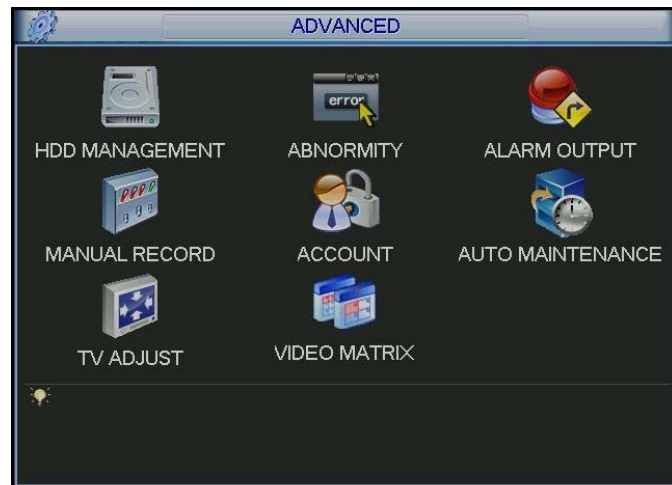 ADVANCED
error
HDD MANAGEMENT
ABNORMITY
ALARM OUTPUT
MANUAL RECORD
ACCOUNT
AUTO MAINTENANCE
TV ADJUST
VIDEO MATRIX